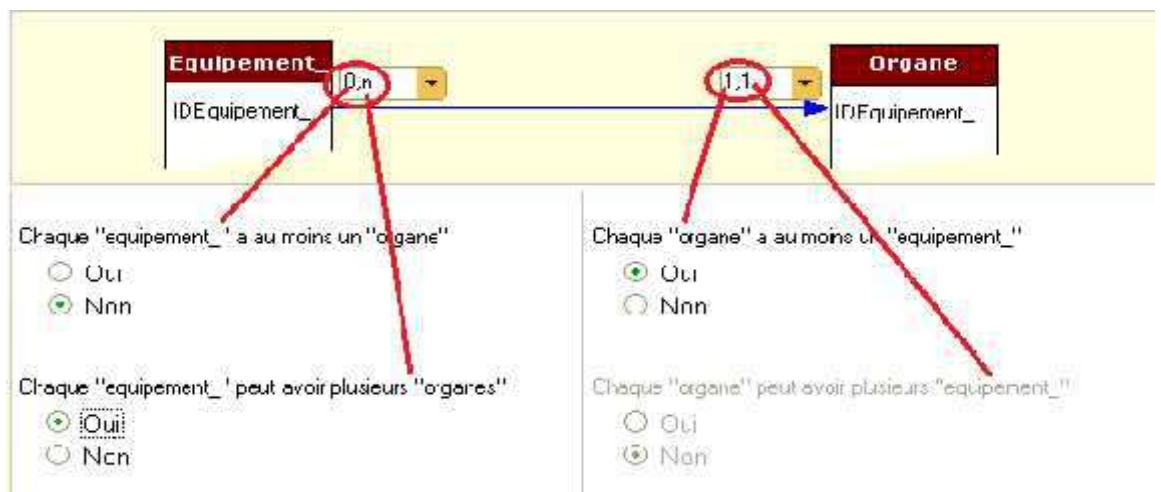 Equipement_
0,n
1,1
Organe
IDEquipement_
IDEquipement_
Chaque "equipement_" a au moins un "organe"
Oui
Non
Chaque "organe" a au moins un "equipement_"
Oui
Non
Chaque "equipement_" peut avoir plusieurs "organes"
Oui
Non
Chaque "organe" peut avoir plusieurs "equipement_"
Oui
Non